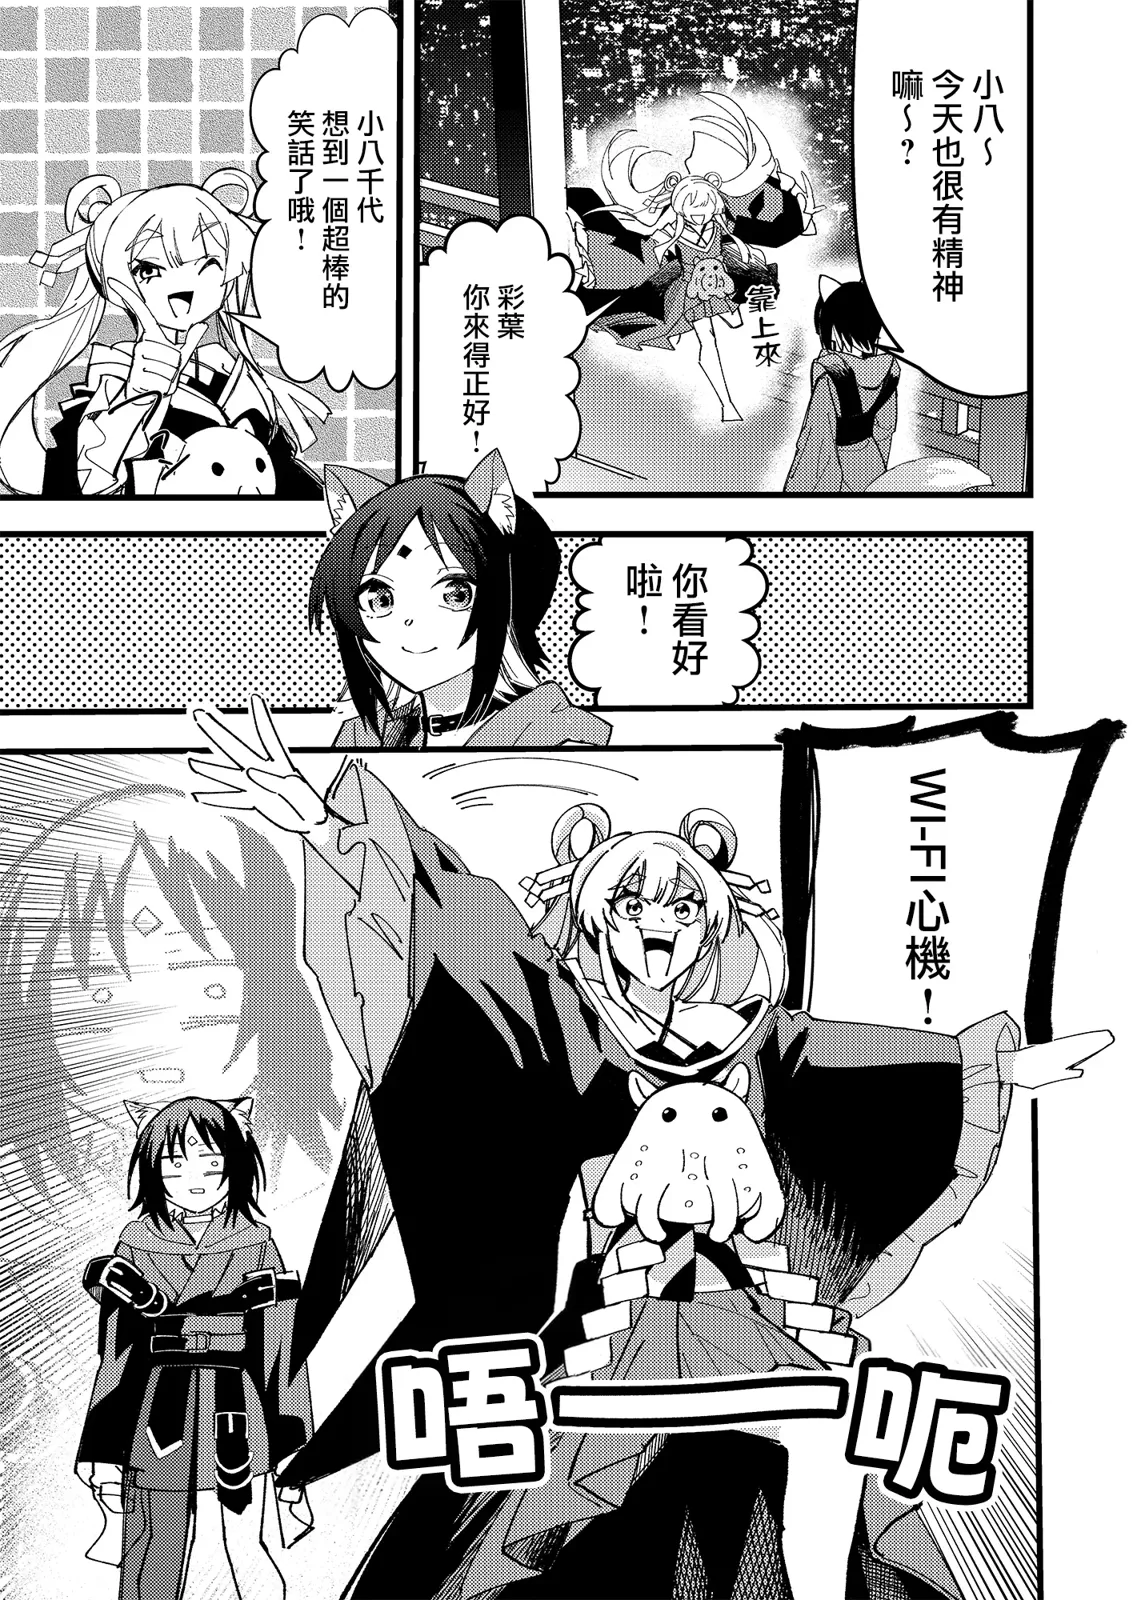 小八～
今天也很有精神
嘛～？
靠上來
彩葉
你來得正好！
小八千代
想到一個超棒的
笑話了哦！
你看好
啦！
WI-FI心機！
唔一呃